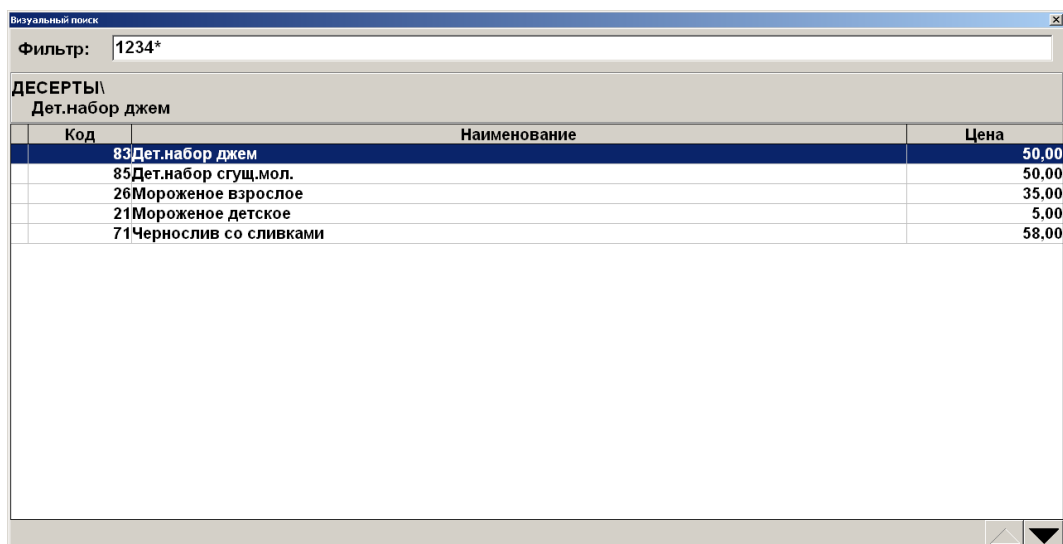 Визуальный поиск
Фильтр: 1234*
ДЕСЕРТЫ\
Дет.набор джем
Код Наименование Цена
83 Дет.набор джем 50,00
85 Дет.набор сгущ.мол. 50,00
26 Мороженое взрослое 35,00
21 Мороженое детское 5,00
71 Чернослив со сливками 58,00